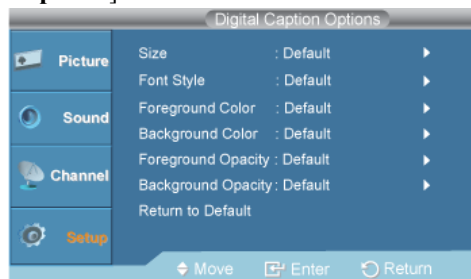 Digital Caption Options
Picture
Sound
Channel
Setup
Size : Default
Font Style : Default
Foreground Color : Default
Background Color : Default
Foreground Opacity : Default
Background Opacity : Default
Return to Default
Move Enter Return